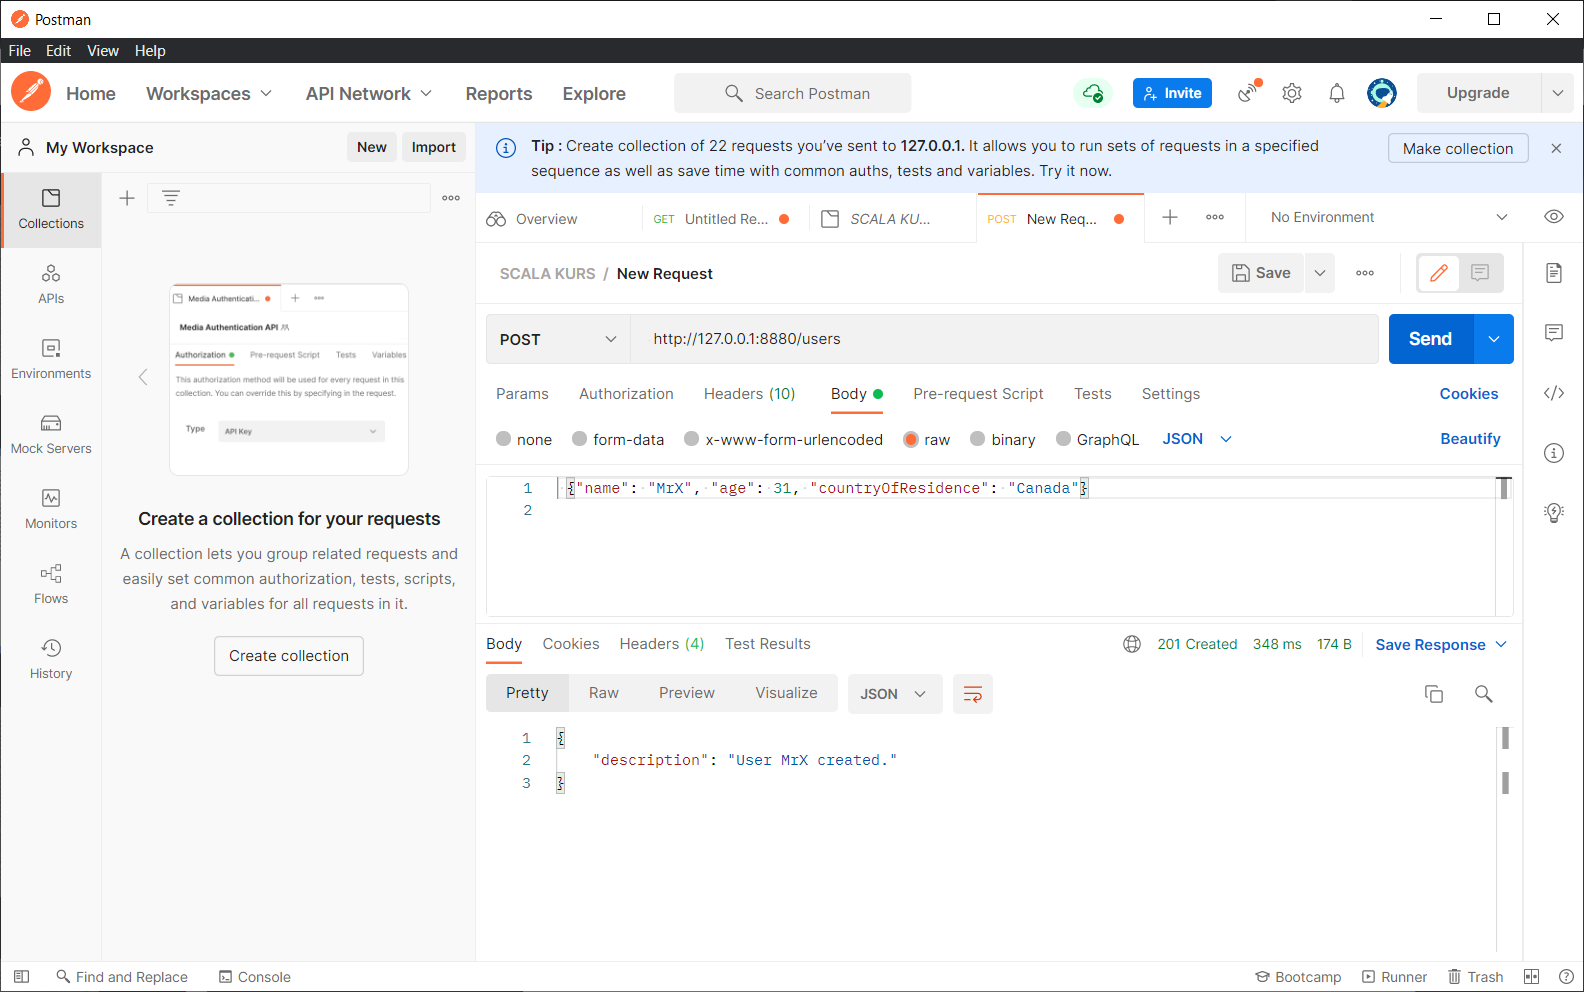 Postman
File Edit View Help
Home Workspaces API Network Reports Explore Search Postman Invite Upgrade
My Workspace New Import
Tip : Create collection of 22 requests you've sent to 127.0.0.1. It allows you to run sets of requests in a specified
sequence as well as save time with common auths, tests and variables. Try it now.
Make collection
Collections
APIs
Environments
Mock Servers
Monitors
Flows
History
Media Authenticati...
Media Authentication API
Authorization Pre-request Script Tests Variables
This authorization method will be used for every request in this
collection. You can override this by specifying in the request.
Type API Key
Create a collection for your requests
A collection lets you group related requests and
easily set common authorization, tests, scripts,
and variables for all requests in it.
Create collection
Overview GET Untitled Re... SCALA KU... POST New Req... No Environment
SCALA KURS / New Request Save
POST http://127.0.0.1:8880/users Send
Params Authorization Headers (10) Body Pre-request Script Tests Settings Cookies
none form-data x-www-form-urlencoded raw binary GraphQL JSON Beautify
1 {"name": "MrX", "age": 31, "countryOfResidence": "Canada"}
2
Body Cookies Headers (4) Test Results 201 Created 348 ms 174 B Save Response
Pretty Raw Preview Visualize JSON
1 {
2 "description": "User MrX created."
3 }
Find and Replace Console Bootcamp Runner Trash